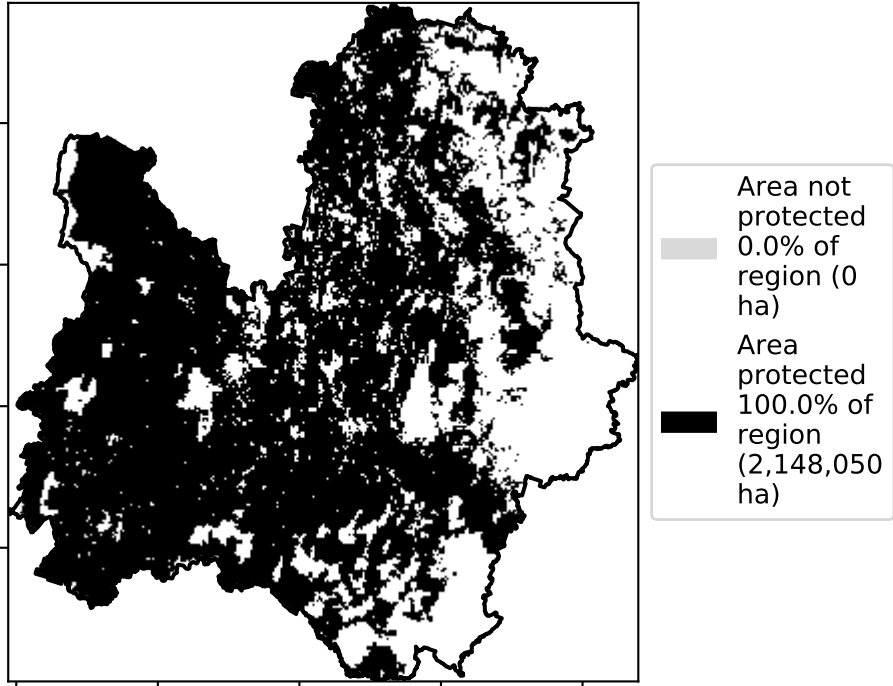 Area not
protected
0.0% of
region (0
ha)
Area
protected
100.0% of
region
(2,148,050
ha)